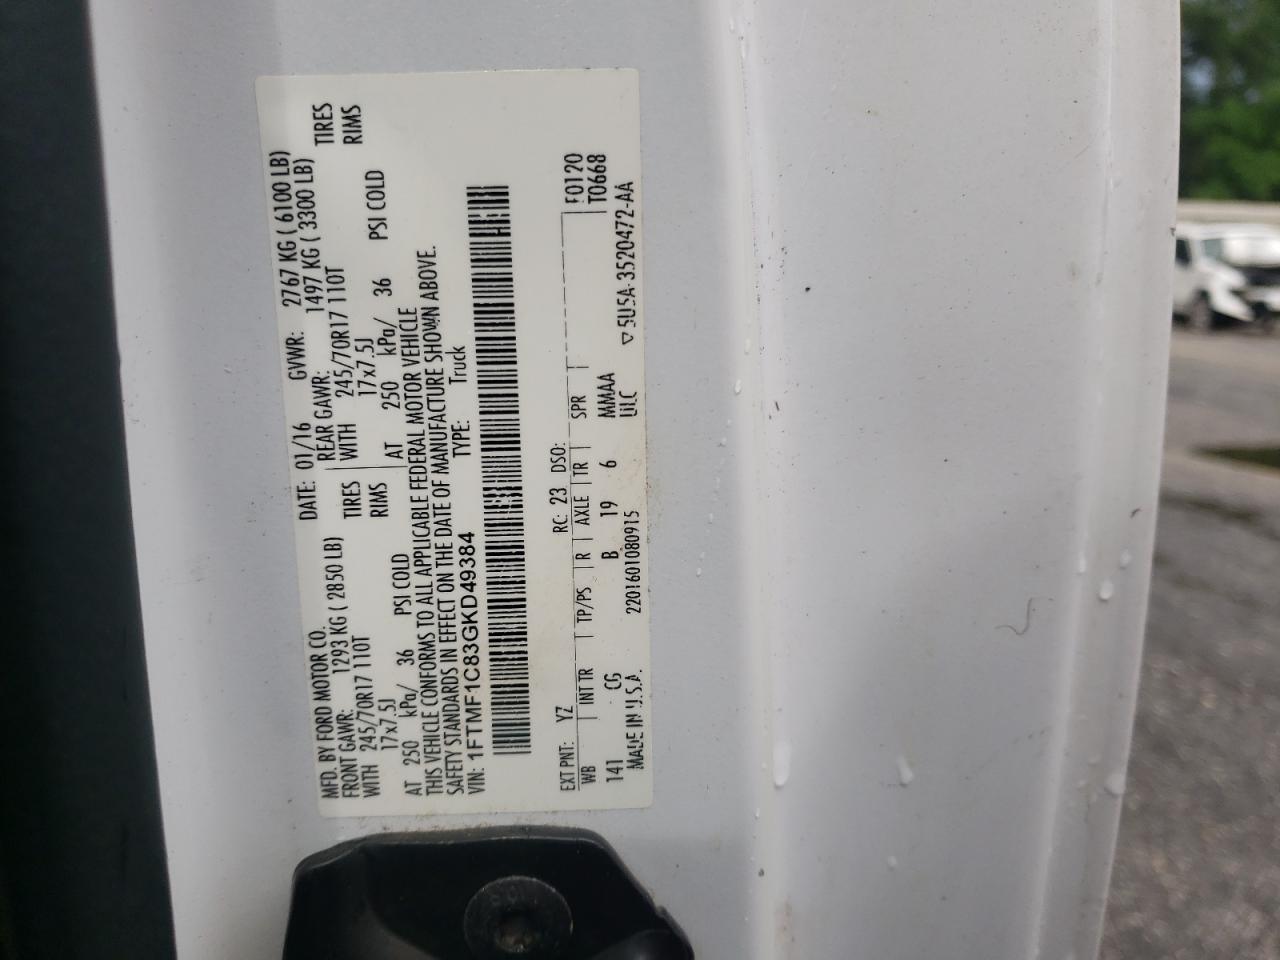 MFD. BY FORD MOTOR CO. DATE: 01/16 GVWR: 2767 KG ( 6100 LB)
FRONT GAWR: 1293 KG ( 2850 LB) REAR GAWR: 1497 KG ( 3300 LB)
WITH 245/70R17 110T TIRES WITH 245/70R17 110T TIRES
17x7.5J RIMS 17x7.5J RIMS
AT 250 kPa/ 36 PSI COLD AT 250 kPa/ 36 PSI COLD
THIS VEHICLE CONFORMS TO ALL APPLICABLE FEDERAL MOTOR VEHICLE
SAFETY STANDARDS IN EFFECT ON THE DATE OF MANUFACTURE SHOWN ABOVE.
VIN: 1FTMF1C83GKD49384 TYPE: Truck
EXT PNT: YZ RC: 23 DSO: F0120
WB INT TR TP/PS R AXLE TR SPR T0668
141 CG B 19 6 MMAA
MADE IN U.S.A. 2201601080915 ULC ▽5U5A-3520472-AA